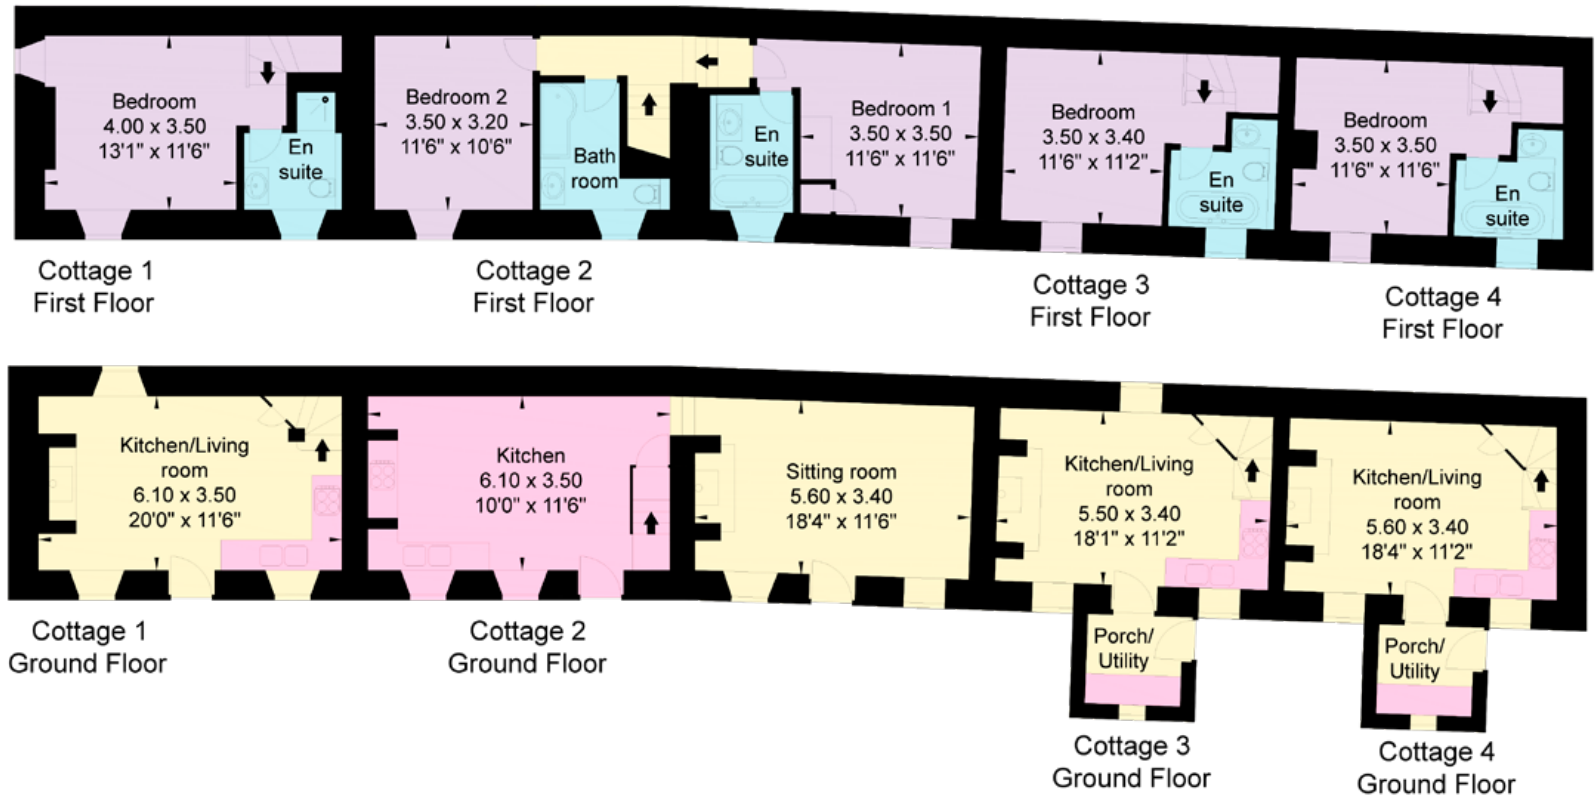 Bedroom
4.00 x 3.50
13'1" x 11'6"
En
suite
Bedroom 2
3.50 x 3.20
11'6" x 10'6"
Bath
room
En
suite
Bedroom 1
3.50 x 3.50
11'6" x 11'6"
Bedroom
3.50 x 3.40
11'6" x 11'2"
En
suite
Bedroom
3.50 x 3.50
11'6" x 11'6"
En
suite
Cottage 1
First Floor
Cottage 2
First Floor
Cottage 3
First Floor
Cottage 4
First Floor
Kitchen/Living
room
6.10 x 3.50
20'0" x 11'6"
Kitchen
6.10 x 3.50
10'0" x 11'6"
Sitting room
5.60 x 3.40
18'4" x 11'6"
Kitchen/Living
room
5.50 x 3.40
18'1" x 11'2"
Kitchen/Living
room
5.60 x 3.40
18'4" x 11'2"
Porch/
Utility
Porch/
Utility
Cottage 1
Ground Floor
Cottage 2
Ground Floor
Cottage 3
Ground Floor
Cottage 4
Ground Floor